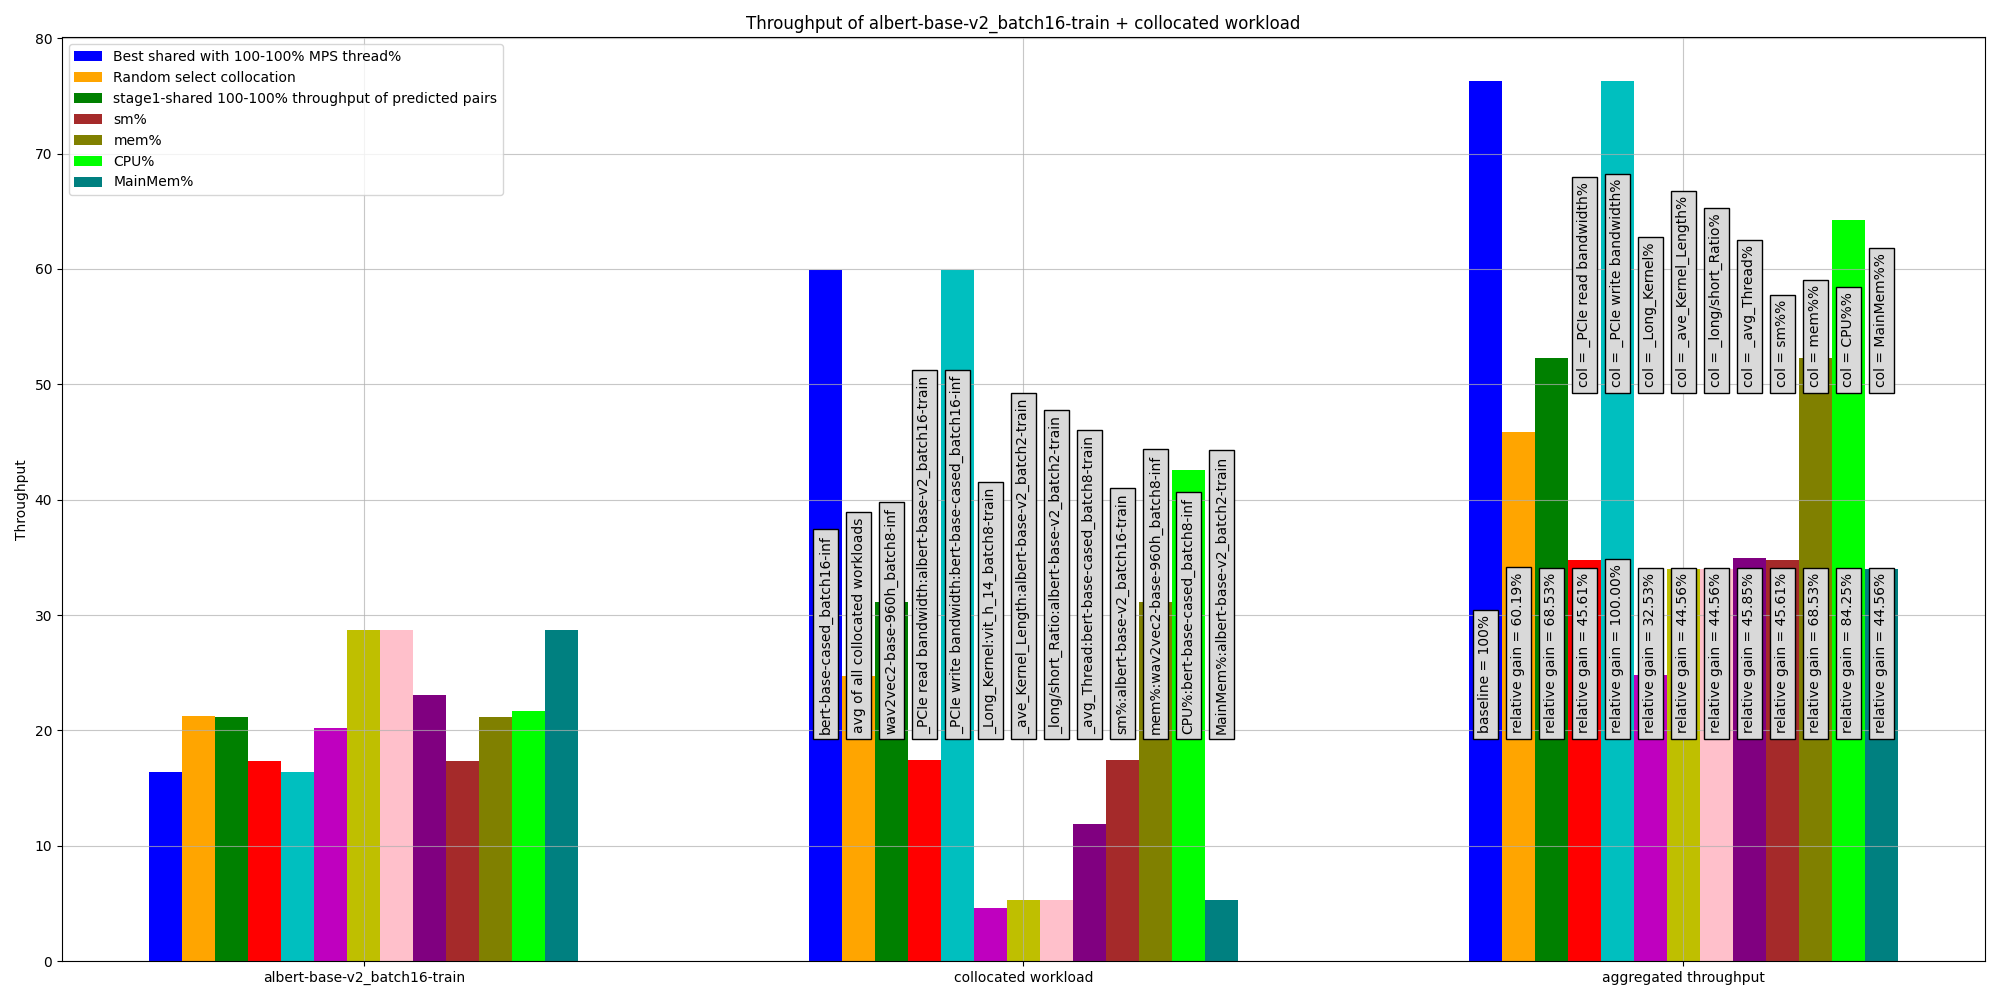 Throughput of albert-base-v2_batch16-train + collocated workload
Best shared with 100-100% MPS thread%
Random select collocation
stage1-shared 100-100% throughput of predicted pairs
sm%
mem%
CPU%
MainMem%
Throughput
80
70
60
50
40
30
20
10
0
bert-base-cased_batch16-inf
avg of all collocated workloads
wav2vec2-base-960h_batch8-inf
_PCIe read bandwidth:albert-base-v2_batch16-train
_PCIe write bandwidth:bert-base-cased_batch16-inf
_Long_Kernel:vit_h_14_batch8-train
_ave_Kernel_Length:albert-base-v2_batch2-train
_long/short_Ratio:albert-base-v2_batch2-train
_avg_Thread:bert-base-cased_batch8-train
sm%:albert-base-v2_batch16-train
mem%:wav2vec2-base-960h_batch8-inf
CPU%:bert-base-cased_batch8-inf
MainMem%:albert-base-v2_batch2-train
col = _PCIe read bandwidth%
col = _PCIe write bandwidth%
col = _Long_Kernel%
col = _ave_Kernel_Length%
col = _long/short_Ratio%
col = _avg_Thread%
col = sm%%
col = mem%%
col = CPU%%
col = MainMem%%
baseline = 100%
relative gain = 60.19%
relative gain = 68.53%
relative gain = 45.61%
relative gain = 100.00%
relative gain = 32.53%
relative gain = 44.56%
relative gain = 44.56%
relative gain = 45.85%
relative gain = 45.61%
relative gain = 68.53%
relative gain = 84.25%
relative gain = 44.56%
albert-base-v2_batch16-train
collocated workload
aggregated throughput